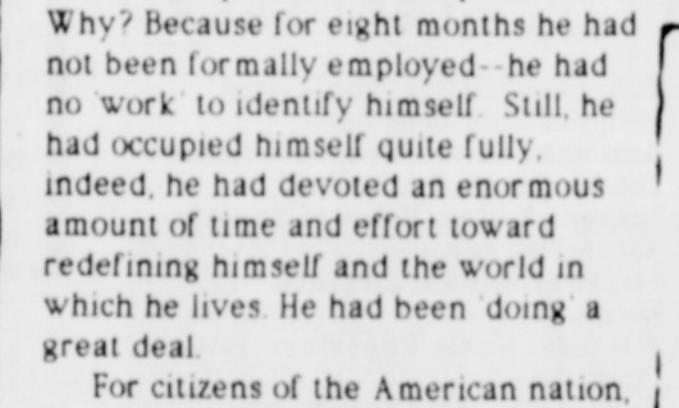 Why? Because for eight months he had
not been formally employed--he had
no 'work' to identify himself. Still, he
had occupied himself quite fully,
indeed, he had devoted an enormous
amount of time and effort toward
redefining himself and the world in
which he lives. He had been 'doing' a
great deal.
For citizens of the American nation,